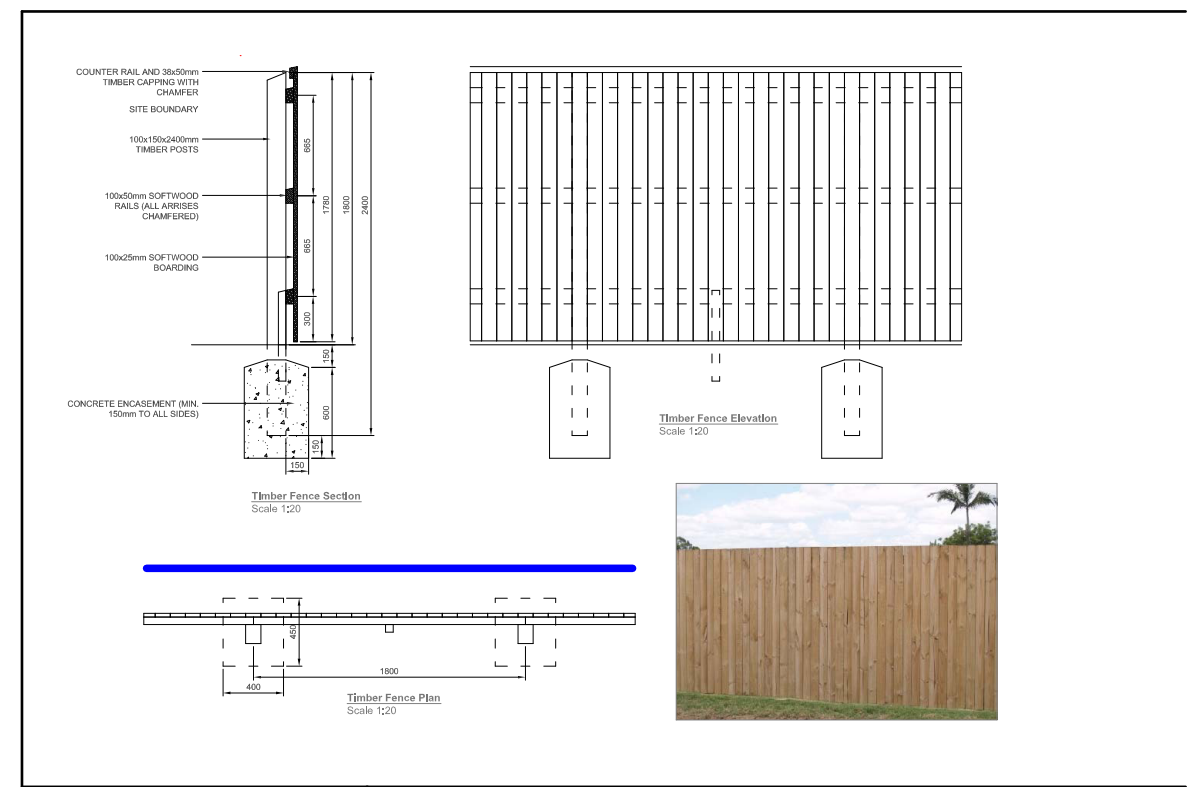 COUNTER RAIL AND 38x50mm
TIMBER CAPPING WITH
CHAMFER
SITE BOUNDARY
100x150x2400mm
TIMBER POSTS
100x50mm SOFTWOOD
RAILS (ALL ARRISES
CHAMFERED)
100x25mm SOFTWOOD
BOARDING
CONCRETE ENCASEMENT (MIN.
150mm TO ALL SIDES)
665
665
300
1780
1800
2400
150
600
150
150
Timber Fence Section
Scale 1:20
Timber Fence Elevation
Scale 1:20
450
1800
400
Timber Fence Plan
Scale 1:20